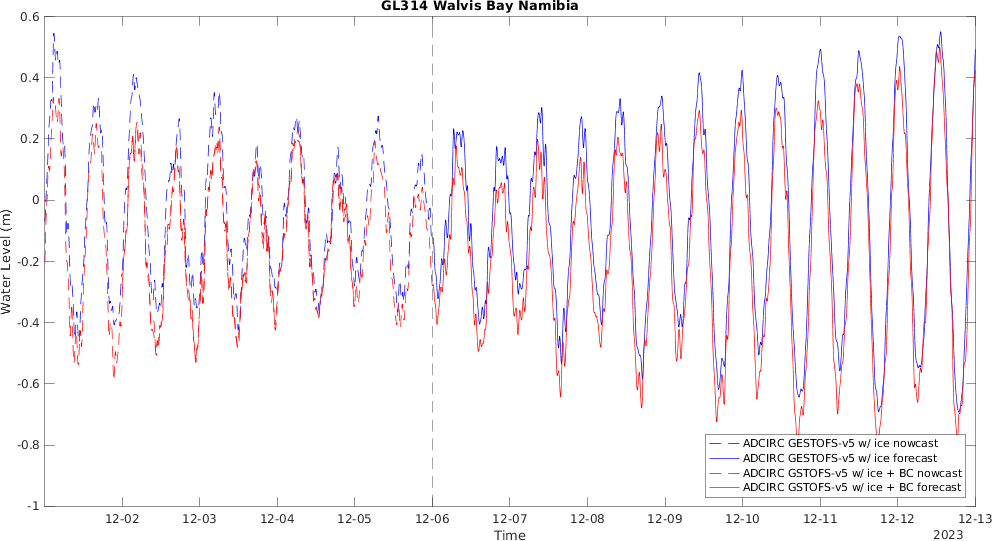 GL314 Walvis Bay Namibia
0.6
0.4
0.2
0
-0.2
-0.4
-0.6
-0.8
-1
Water Level (m)
12-02 12-03 12-04 12-05 12-06 12-07 12-08 12-09 12-10 12-11 12-12 12-13
Time
2023
ADCIRC GESTOFS-v5 w/ ice nowcast
ADCIRC GESTOFS-v5 w/ ice forecast
ADCIRC GSTOFS-v5 w/ ice + BC nowcast
ADCIRC GSTOFS-v5 w/ ice + BC forecast